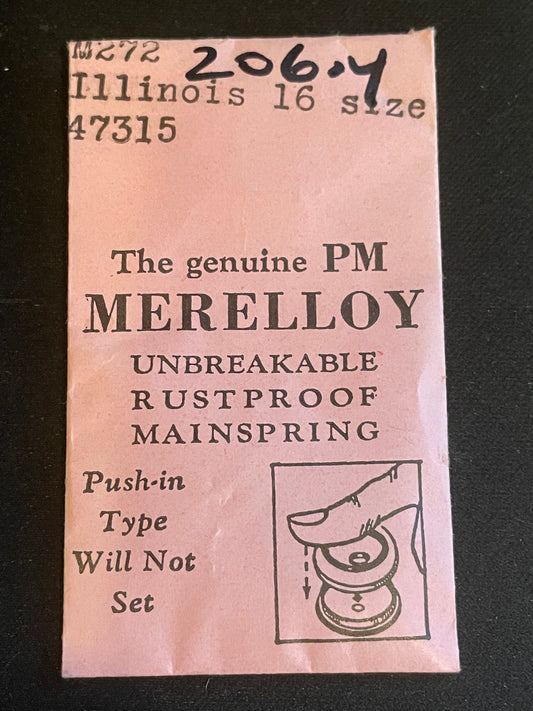 M272
206.4
Illinois 16 size
47315
The genuine PM
MERELLOY
UNBREAKABLE
RUSTPROOF
MAINSPRING
Push-in
Type
Will Not
Set